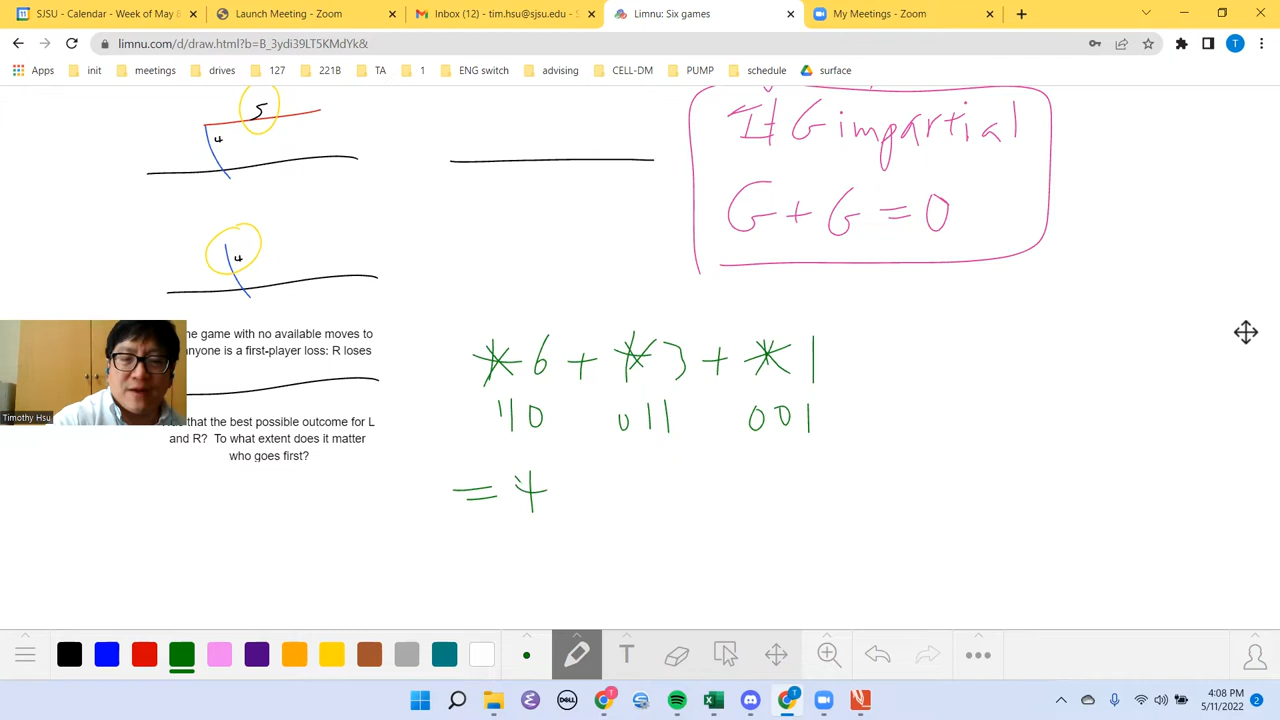 SJSU - Calendar - Week of May 8
Launch Meeting - Zoom
Inbox (12) - tim.hsu@sjsu.edu - S
Limnu: Six games
My Meetings - Zoom
limnu.com/d/draw.html?b=B_3ydi39LT5KMdYk&
T
Apps
init
meetings
drives
127
221B
TA
1
ENG switch
advising
CELL-DM
PUMP
schedule
surface
5
4
If G impartial
G + G = 0
4
ne game with no available moves to
anyone is a first-player loss: R loses
Timothy Hsu
that the best possible outcome for L
and R? To what extent does it matter
who goes first?
*6 + *3 + *1
110 011 001
=
T
4:08 PM
5/11/2022
2